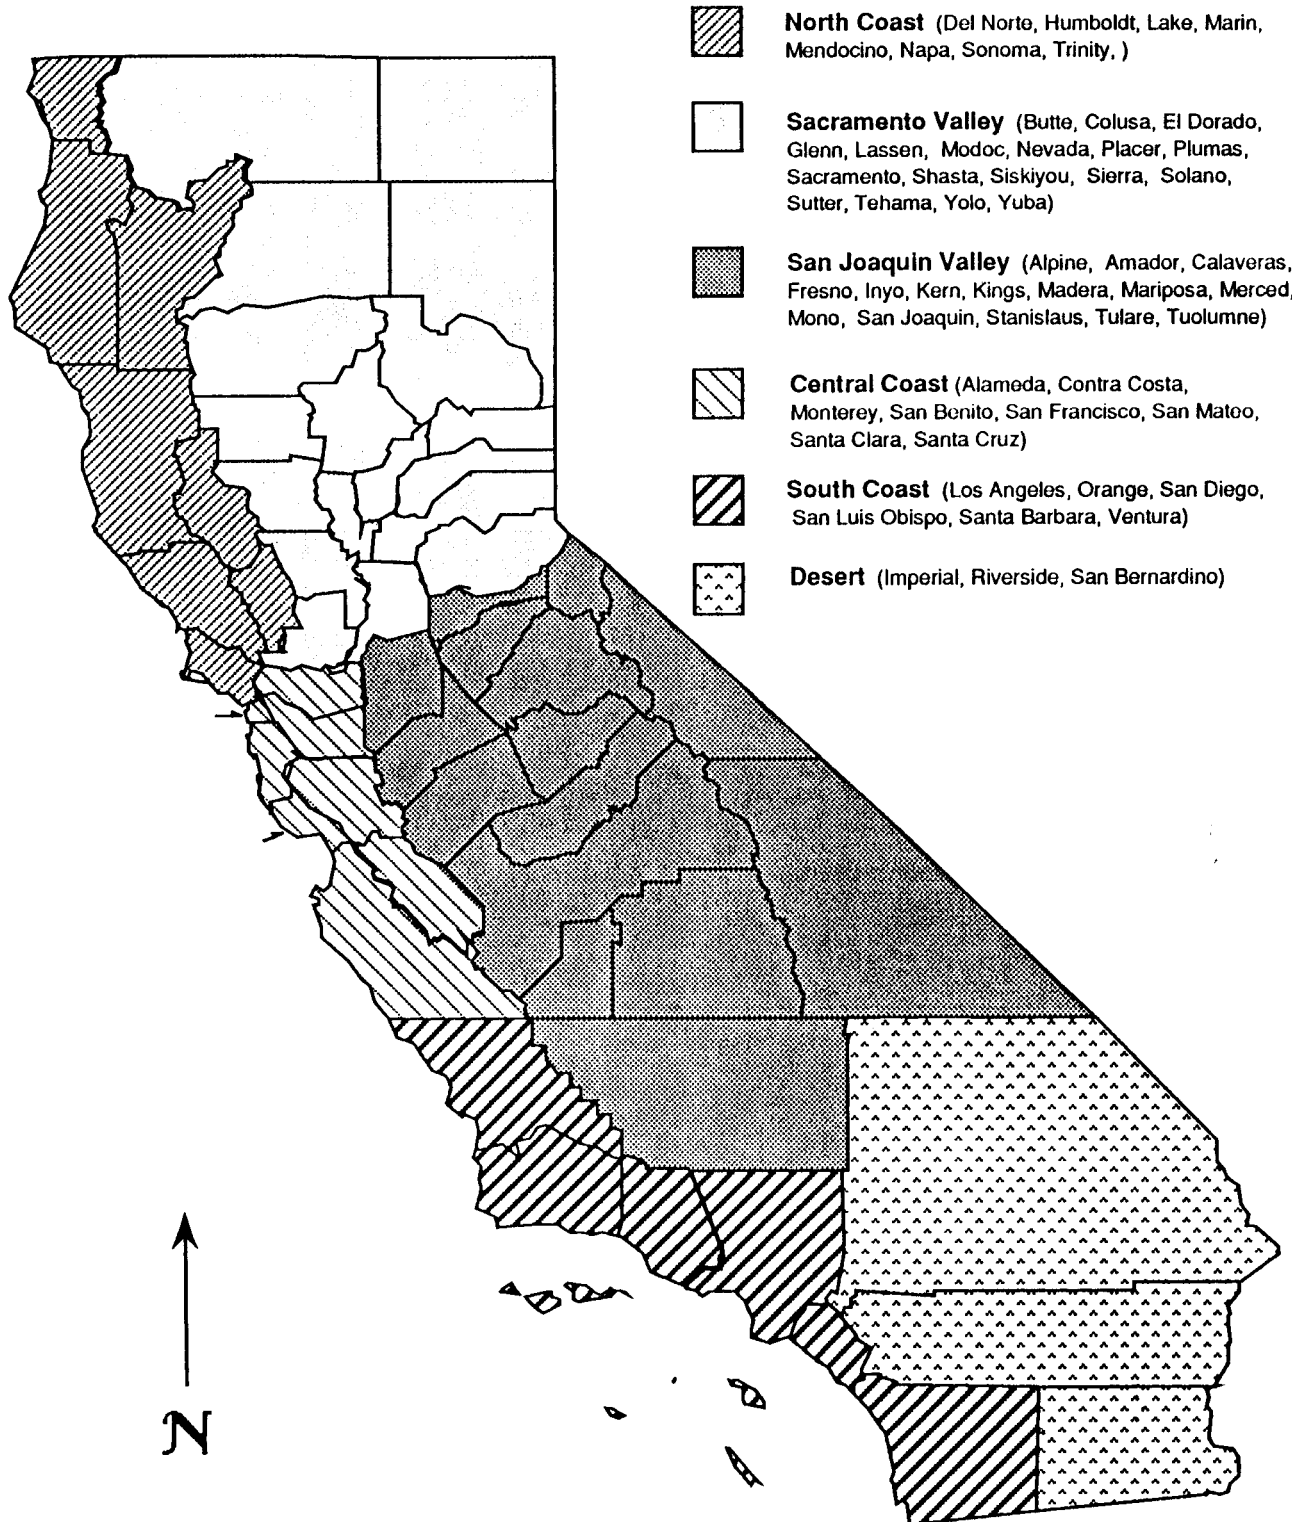 North Coast (Del Norte, Humboldt, Lake, Marin,
Mendocino, Napa, Sonoma, Trinity, )
Sacramento Valley (Butte, Colusa, El Dorado,
Glenn, Lassen, Modoc, Nevada, Placer, Plumas,
Sacramento, Shasta, Siskiyou, Sierra, Solano,
Sutter, Tehama, Yolo, Yuba)
San Joaquin Valley (Alpine, Amador, Calaveras,
Fresno, Inyo, Kern, Kings, Madera, Mariposa, Merced,
Mono, San Joaquin, Stanislaus, Tulare, Tuolumne)
Central Coast (Alameda, Contra Costa,
Monterey, San Benito, San Francisco, San Mateo,
Santa Clara, Santa Cruz)
South Coast (Los Angeles, Orange, San Diego,
San Luis Obispo, Santa Barbara, Ventura)
Desert (Imperial, Riverside, San Bernardino)
N